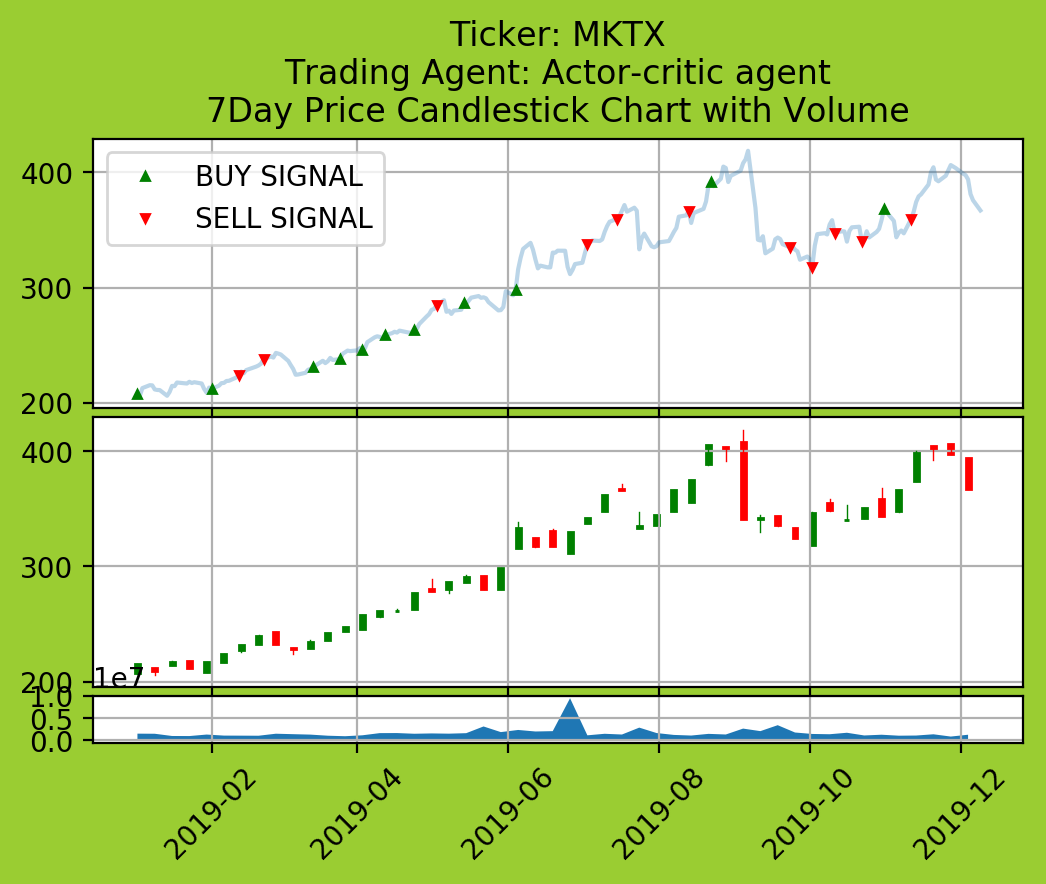 Ticker: MKTX
Trading Agent: Actor-critic agent
7Day Price Candlestick Chart with Volume
BUY SIGNAL
SELL SIGNAL
400
300
200
400
300
200
1e7
1.0
0.5
0.0
2019-02
2019-04
2019-06
2019-08
2019-10
2019-12